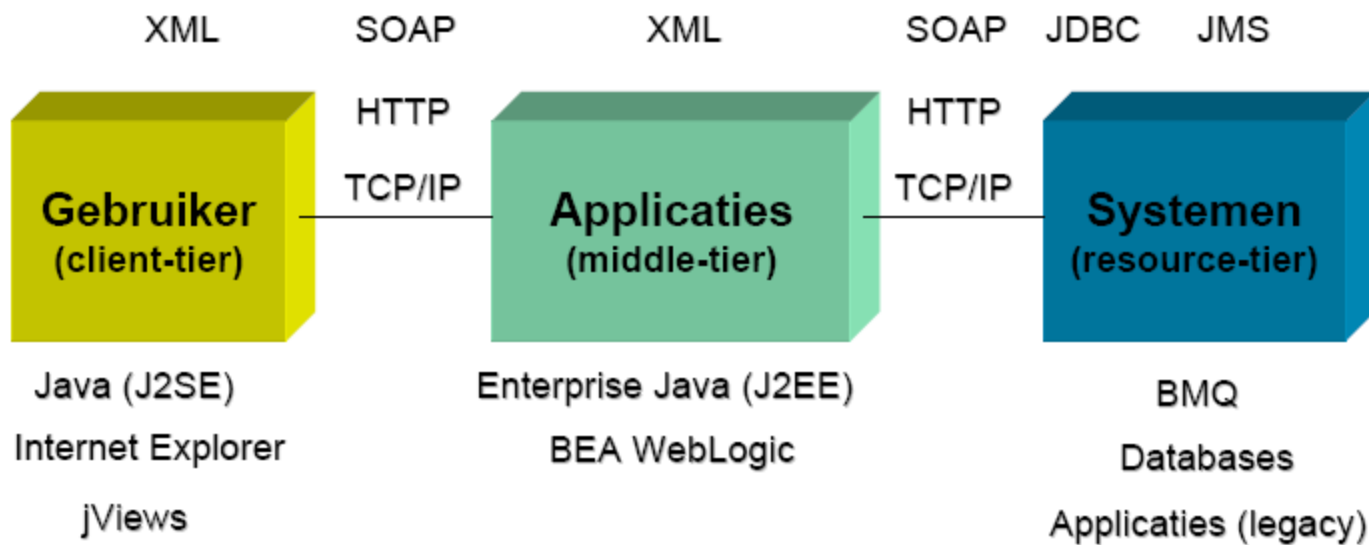 XML SOAP XML SOAP JDBC JMS
HTTP HTTP
TCP/IP TCP/IP
Gebruiker Applicaties Systemen
(client-tier) (middle-tier) (resource-tier)
Java (J2SE) Enterprise Java (J2EE) BMQ
Internet Explorer BEA WebLogic Databases
jViews Applicaties (legacy)